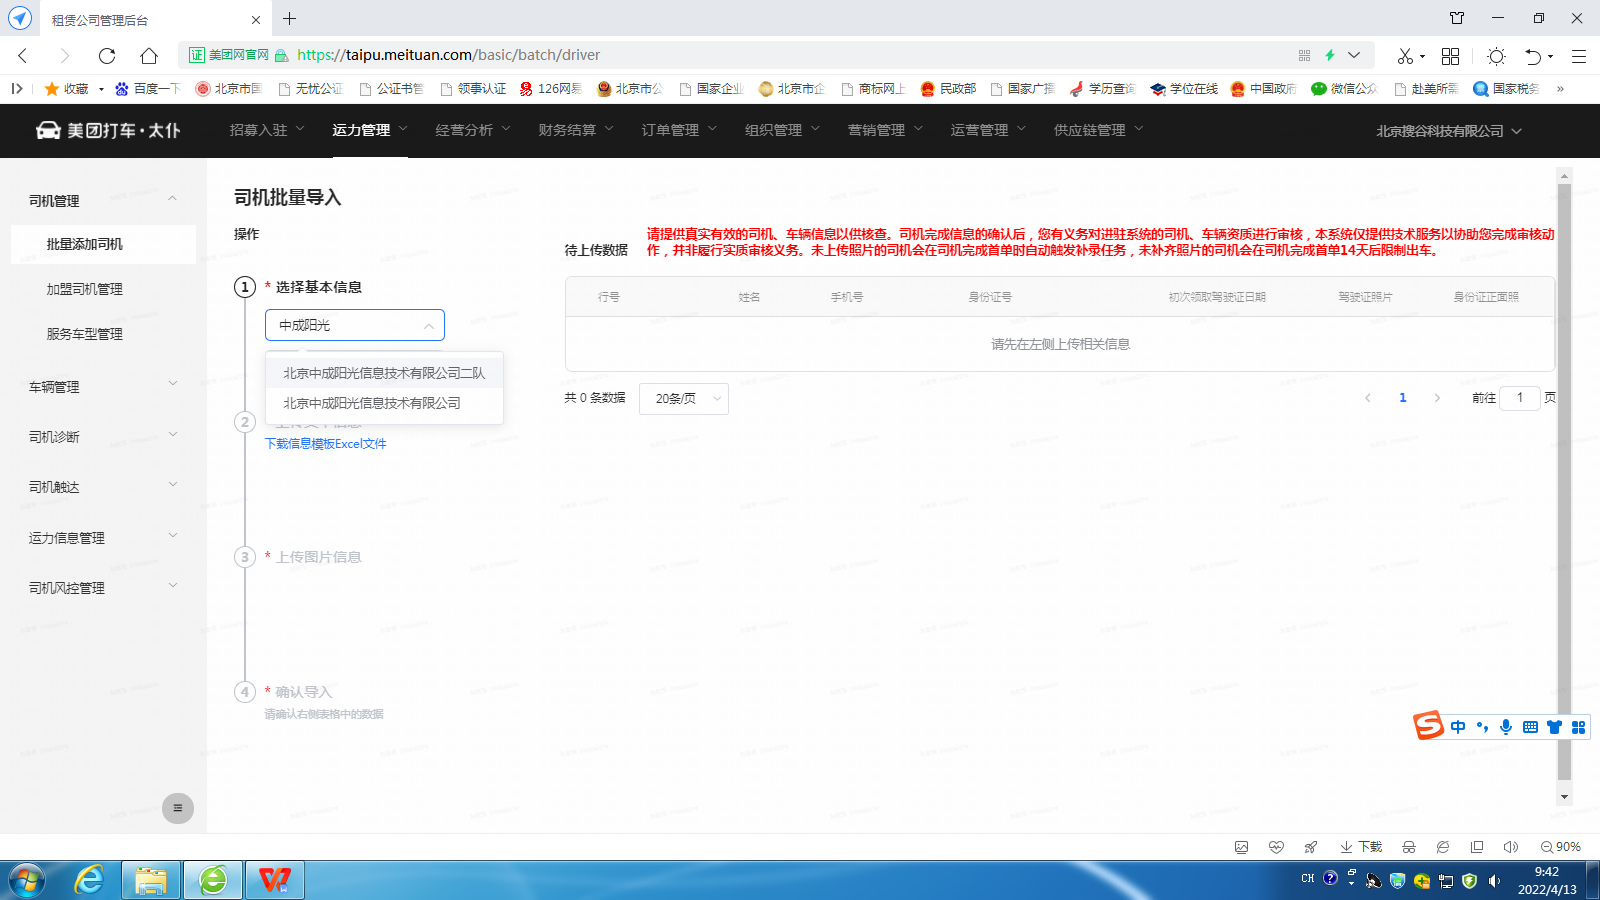 租赁公司管理后台
证 美团网官网 https://taipu.meituan.com/basic/batch/driver
收藏 百度一下 北京市国 无忧公证 公证书管 领事认证 126网易 北京市公 国家企业 北京市企 商标网上 民政部 国家广播 学历查询 学位在线 中国政府 微信公众 赴美所需 国家税务 »
美团打车·太仆 招募入驻 运力管理 经营分析 财务结算 订单管理 组织管理 营销管理 运营管理 供应链管理 北京搜谷科技有限公司
司机管理
批量添加司机
加盟司机管理
服务车型管理
车辆管理
司机诊断
司机触达
运力信息管理
司机风控管理
司机批量导入
操作
1 * 选择基本信息
中成阳光
北京中成阳光信息技术有限公司二队
北京中成阳光信息技术有限公司
2
下载信息模板Excel文件
3 * 上传图片信息
4 * 确认导入
请确认右侧表格中的数据
待上传数据
请提供真实有效的司机、车辆信息以供核查。司机完成信息的确认后，您有义务对进驻系统的司机、车辆资质进行审核，本系统仅提供技术服务以协助您完成审核动
作，并非履行实质审核义务。未上传照片的司机会在司机完成首单时自动触发补录任务，未补齐照片的司机会在司机完成首单14天后限制出车。
行号 姓名 手机号 身份证号 初次领取驾驶证日期 驾驶证照片 身份证正面照
请先在左侧上传相关信息
共 0 条数据 20条/页 1 前往 1 页
中
下载 90%
CH
9:42
2022/4/13